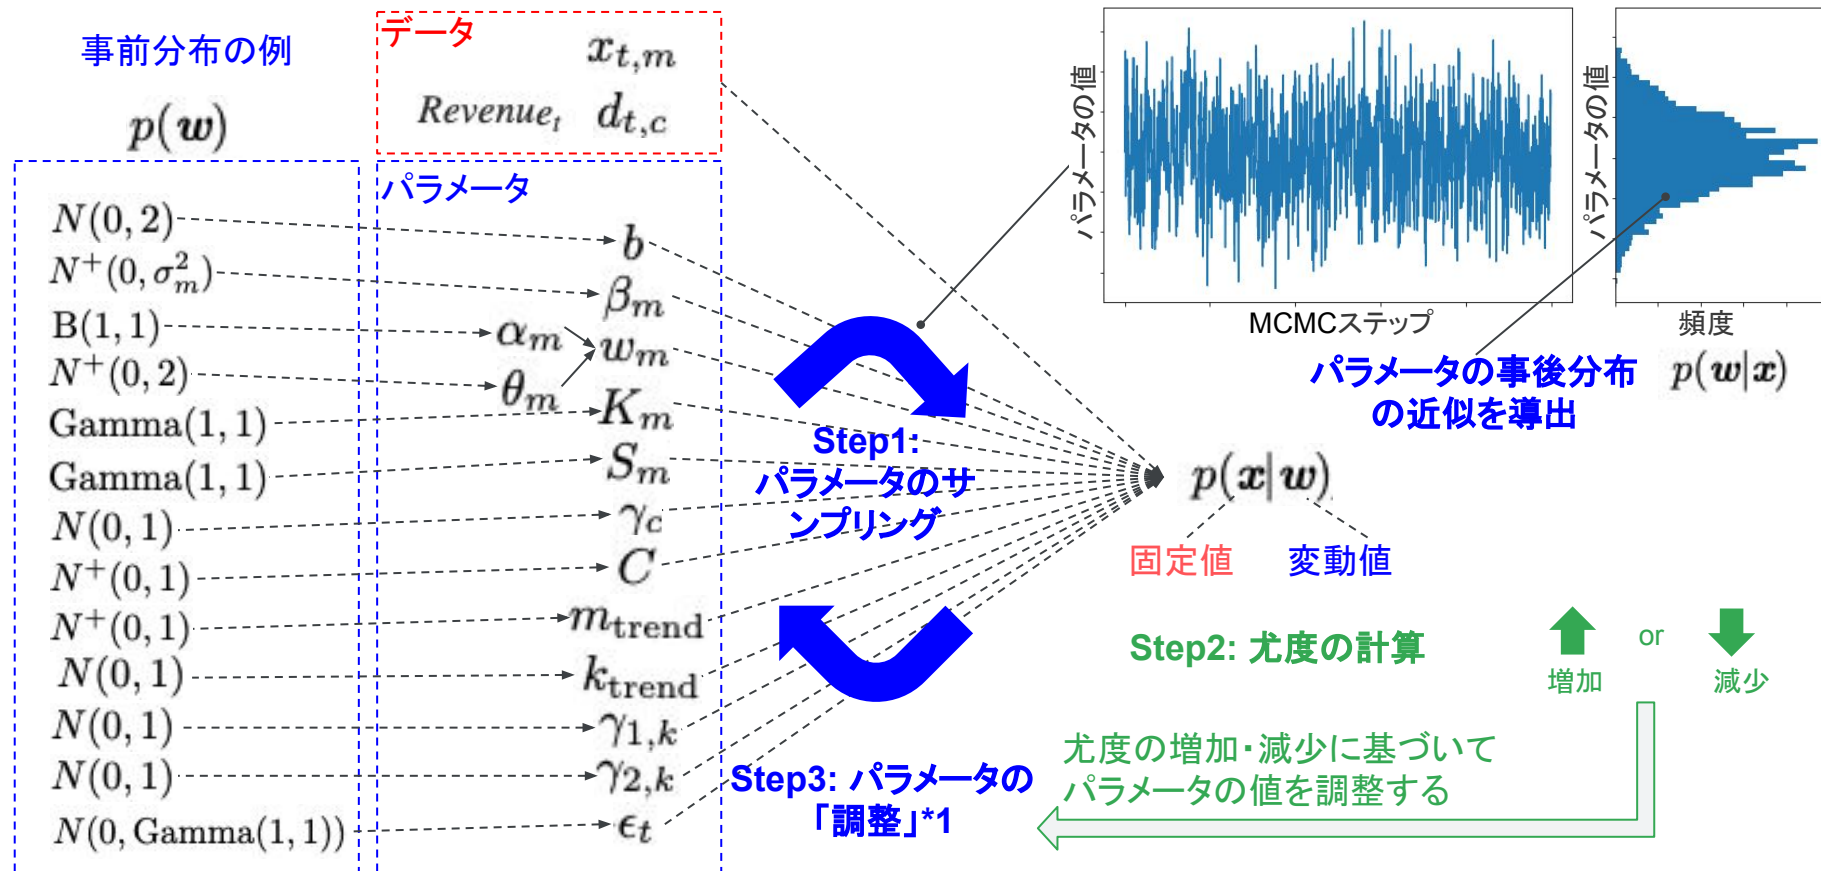 事前分布の例
p(w)
N(0, 2)
N⁺(0, σ²ₘ)
B(1, 1)
N⁺(0, 2)
Gamma(1, 1)
Gamma(1, 1)
N(0, 1)
N⁺(0, 1)
N⁺(0, 1)
N(0, 1)
N(0, 1)
N(0, 1)
N(0, Gamma(1, 1))
データ
x_{t,m}
Revenue_t d_{t,c}
パラメータ
b
β_m
α_m w_m
θ_m K_m
S_m
γ_c
C
m_trend
k_trend
γ_{1,k}
γ_{2,k}
ϵ_t
Step1:
パラメータのサ
ンプリング
Step3: パラメータの
「調整」*1
パラメータの値
MCMCステップ
パラメータの値
頻度
パラメータの事後分布
の近似を導出
p(w|x)
p(x|w)
固定値 変動値
Step2: 尤度の計算
or
増加 減少
尤度の増加・減少に基づいて
パラメータの値を調整する